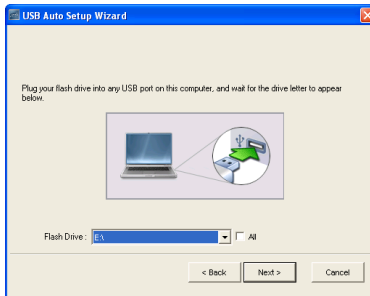 USB Auto Setup Wizard
Plug your flash drive into any USB port on this computer, and wait for the drive letter to appear
below.
Flash Drive : E:\ All
< Back Next > Cancel